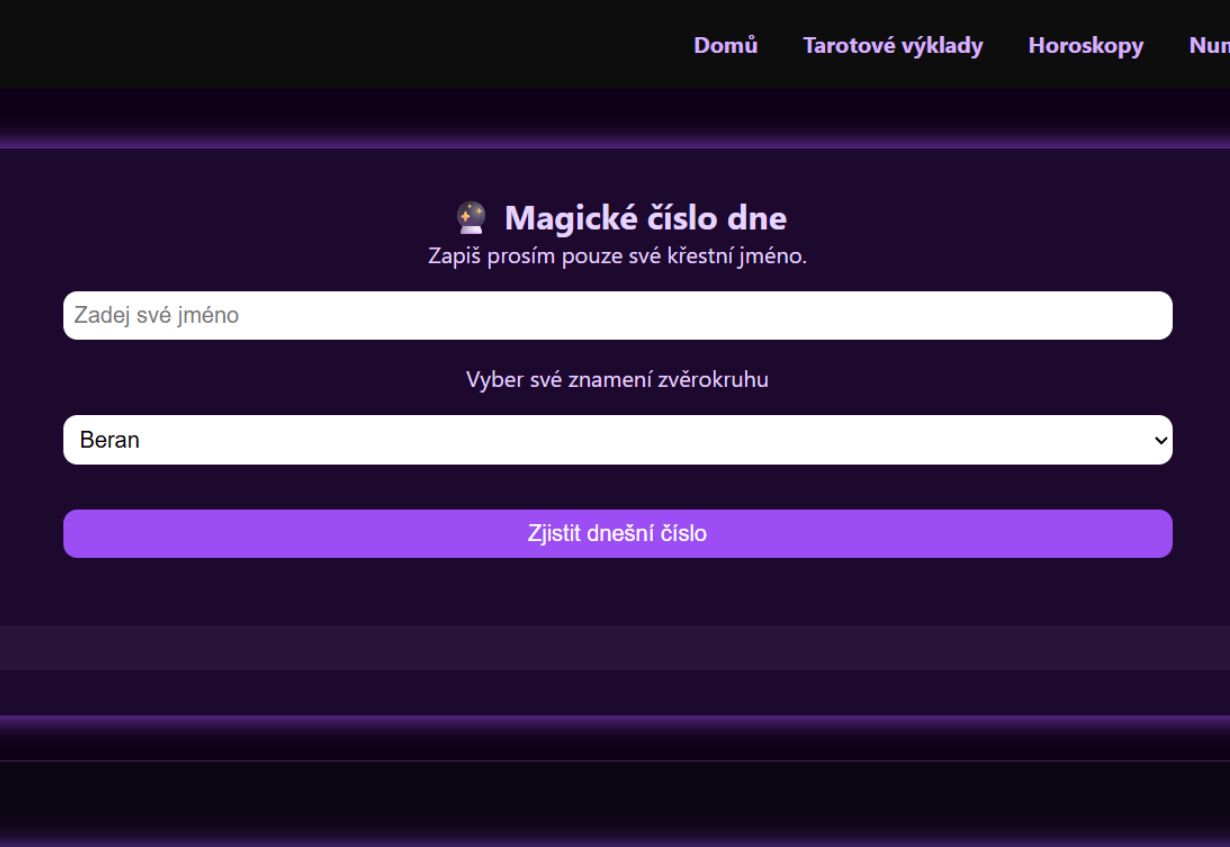 Domů Tarotové výklady Horoskopy
Magické číslo dne
Zapiš prosím pouze své křestní jméno.
Zadej své jméno
Vyber své znamení zvěrokruhu
Beran
Zjistit dnešní číslo